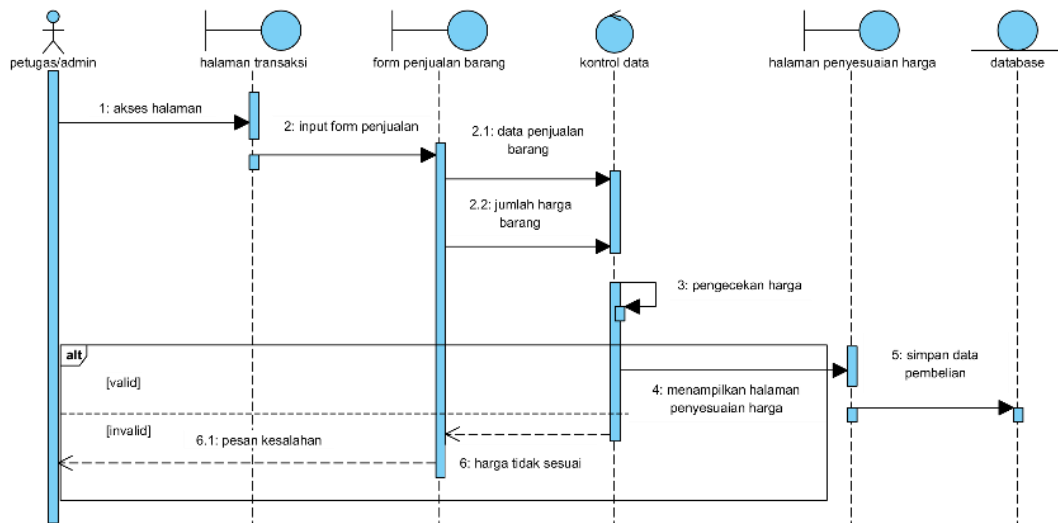 petugas/admin
halaman transaksi
form penjualan barang
kontrol data
halaman penyesuaian harga
database
1: akses halaman
2: input form penjualan
2.1: data penjualan
barang
2.2: jumlah harga
barang
3: pengecekan harga
alt
[valid]
4: menampilkan halaman
penyesuaian harga
5: simpan data
pembelian
[invalid]
6.1: pesan kesalahan
6: harga tidak sesuai